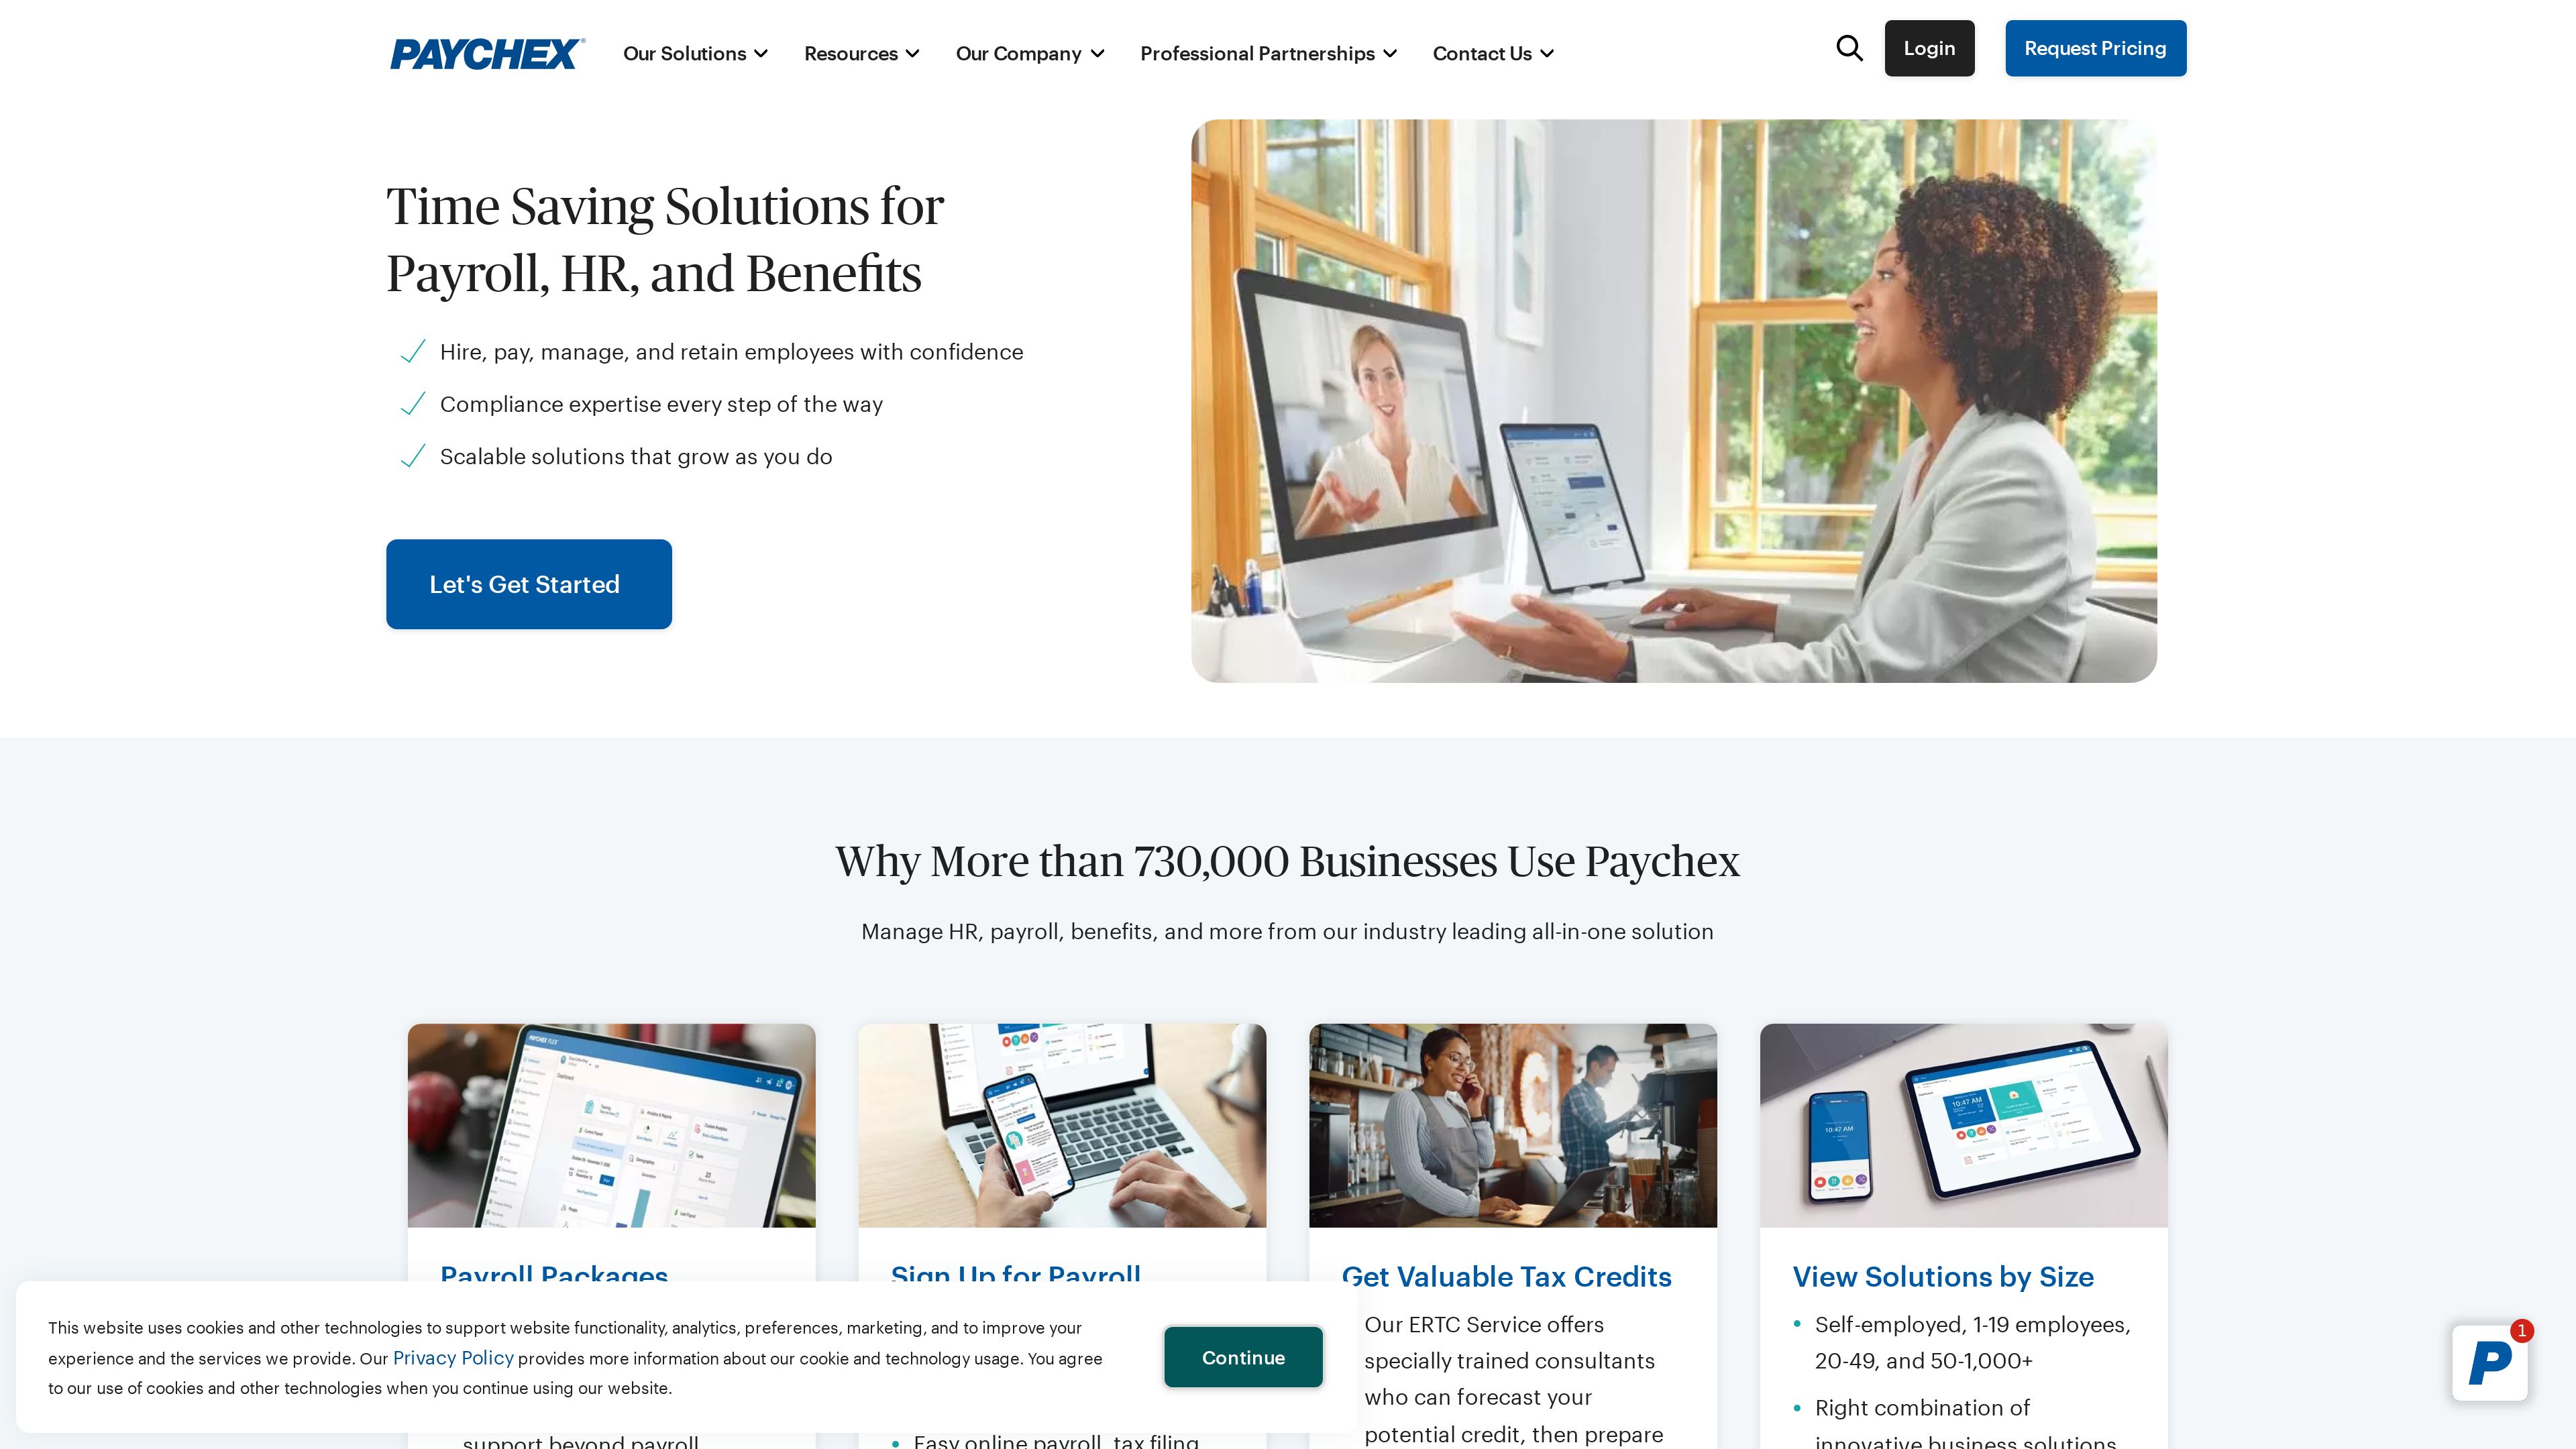 PAYCHEX®
Our Solutions
Resources
Our Company
Professional Partnerships
Contact Us
Login
Request Pricing
Time Saving Solutions for
Payroll, HR, and Benefits
Hire, pay, manage, and retain employees with confidence
Compliance expertise every step of the way
Scalable solutions that grow as you do
Let's Get Started
Why More than 730,000 Businesses Use Paychex
Manage HR, payroll, benefits, and more from our industry leading all-in-one solution
10:47 AM
10:47 AM
Payroll Packages
Sign Up for Payroll
Get Valuable Tax Credits
View Solutions by Size
Our ERTC Service offers
specially trained consultants
who can forecast your
potential credit, then prepare
Self-employed, 1-19 employees,
20-49, and 50-1,000+
Right combination of
innovative business solutions
support beyond payroll
Easy online payroll, tax filing
This website uses cookies and other technologies to support website functionality, analytics, preferences, marketing, and to improve your
experience and the services we provide. Our Privacy Policy provides more information about our cookie and technology usage. You agree
to our use of cookies and other technologies when you continue using our website.
Continue
P
1